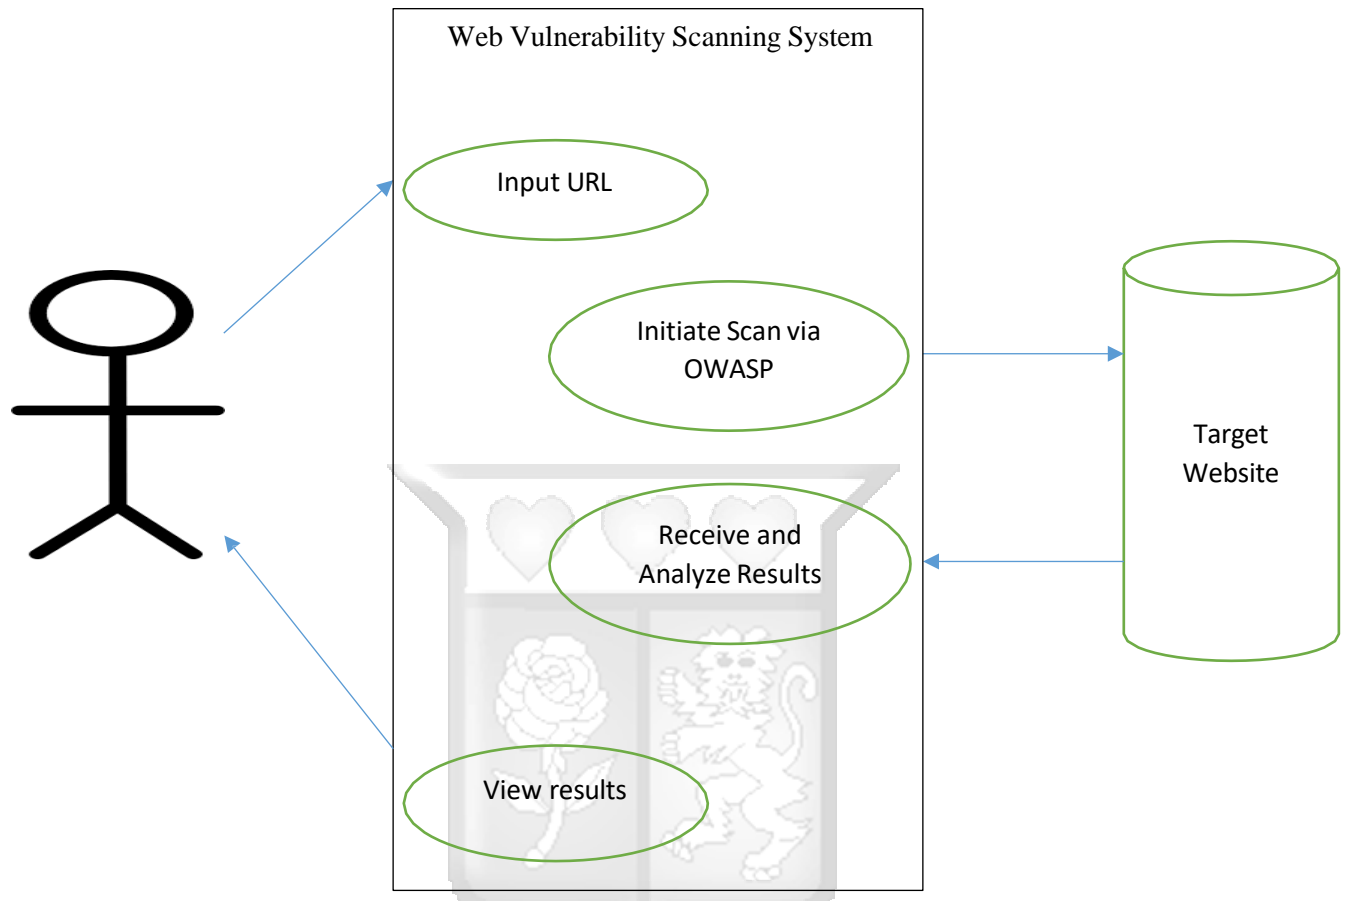 Web Vulnerability Scanning System
Input URL
Initiate Scan via
OWASP
Target
Website
Receive and
Analyze Results
View results